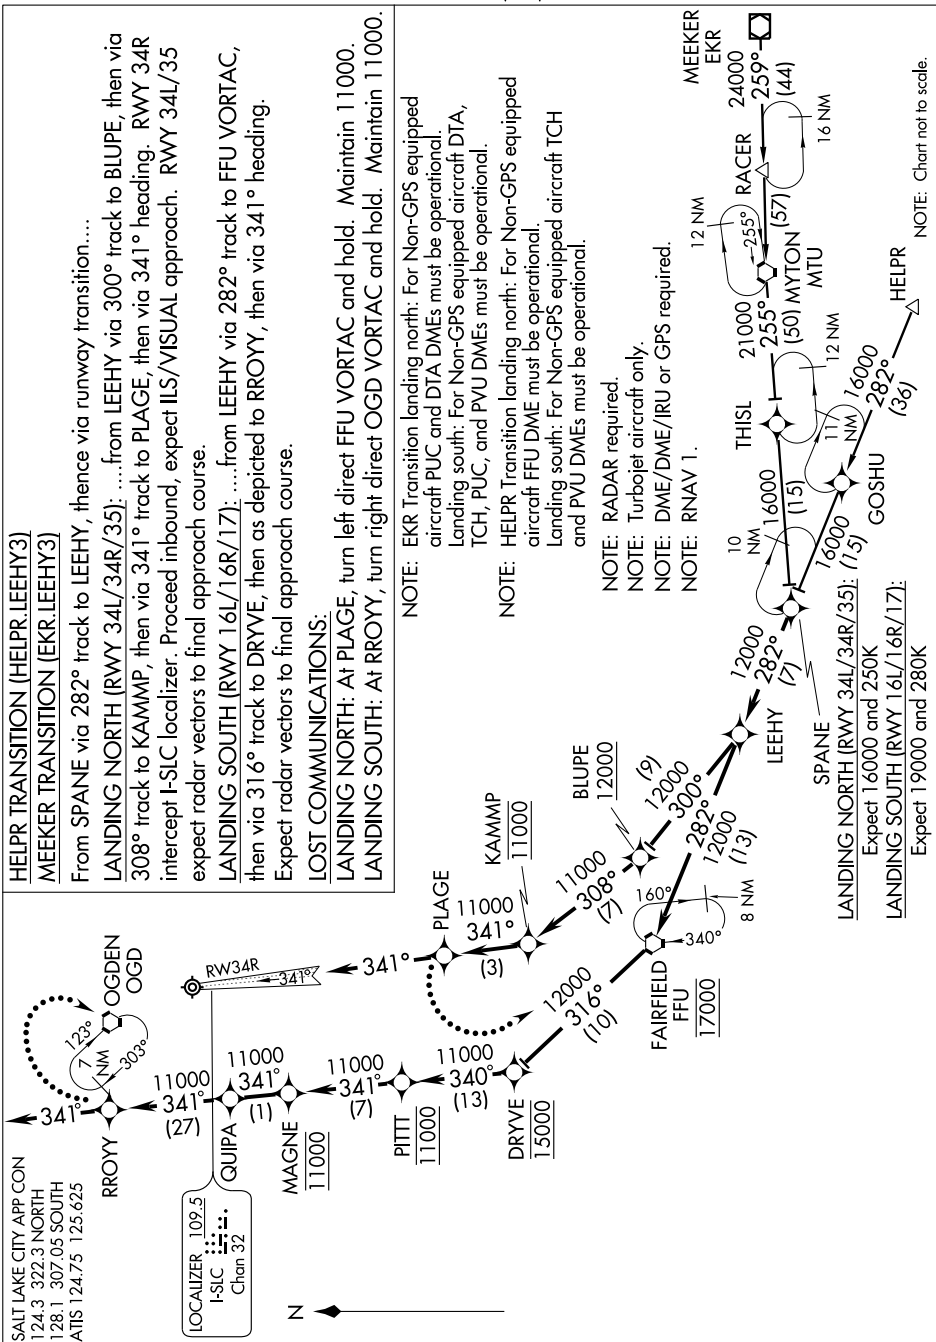 HELPR TRANSITION (HELPR.LEEHY3)
MEEKER TRANSITION (EKR.LEEHY3)
From SPANE via 282° track to LEEHY, thence via runway transition....
LANDING NORTH (RWY 34L/34R/35): ....from LEEHY via 300° track to BLUPE, then via
308° track to KAMMP, then via 341° track to PLAGE, then via 341° heading. RWY 34R
intercept I-SLC localizer. Proceed inbound, expect ILS/VISUAL approach. RWY 34L/35
expect radar vectors to final approach course.
LANDING SOUTH (RWY 16L/16R/17): ....from LEEHY via 282° track to FFU VORTAC,
then via 316° track to DRYVE, then as depicted to RROYY, then via 341° heading.
Expect radar vectors to final approach course.
LOST COMMUNICATIONS:
LANDING NORTH: At PLAGE, turn left direct FFU VORTAC and hold. Maintain 11000.
LANDING SOUTH: At RROYY, turn right direct OGD VORTAC and hold. Maintain 11000.
NOTE: EKR Transition landing north: For Non-GPS equipped
aircraft PUC and DTA DMEs must be operational.
Landing south: For Non-GPS equipped aircraft DTA,
TCH, PUC, and PVU DMEs must be operational.
NOTE: HELPR Transition landing north: For Non-GPS equipped
aircraft FFU DME must be operational.
Landing south: For Non-GPS equipped aircraft TCH
and PVU DMEs must be operational.
NOTE: RADAR required.
NOTE: Turbojet aircraft only.
NOTE: DME/DME/IRU or GPS required.
NOTE: RNAV 1.
SALT LAKE CITY APP CON
124.3 322.3 NORTH
128.1 307.05 SOUTH
ATIS 124.75 125.625
LOCALIZER 109.5
I-SLC
Chan 32
N
341°
RROYY
OGDEN
OGD
123°
303°
7 NM
11000
341°
(27)
QUIPA
11000
341°
(1)
MAGNE
11000
11000
341°
(7)
PITTT
11000
11000
340°
(13)
DRYVE
15000
12000
316°
(10)
RW34R
341°
341°
PLAGE
11000
341°
(3)
KAMMP
11000
11000
308°
(7)
BLUPE
12000
(9)
12000
300°
282°
12000
(13)
160°
340°
8 NM
FAIRFIELD
FFU
17000
LEEHY
12000
282°
(7)
SPANE
LANDING NORTH (RWY 34L/34R/35):
Expect 16000 and 250K
LANDING SOUTH (RWY 16L/16R/17):
Expect 19000 and 280K
10 NM
16000
(15)
16000
(15)
THISL
GOSHU
11 NM
12 NM
16000
282°
(36)
HELPR
21000
255°
(50)
MYTON
MTU
12 NM
255°
(57)
RACER
16 NM
24000
259°
(44)
MEEKER
EKR
NOTE: Chart not to scale.